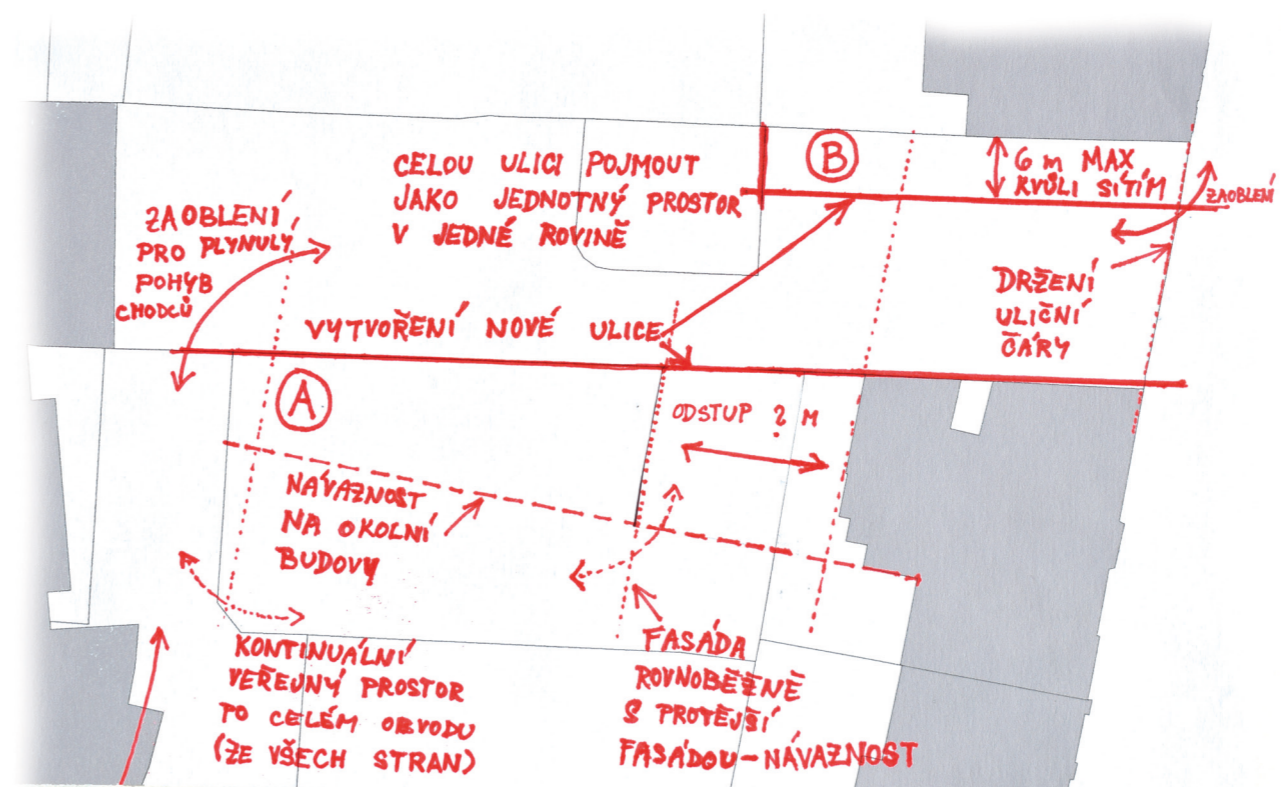 CELOU ULICI POJMOUT
JAKO JEDNOTNÝ PROSTOR
V JEDNÉ ROVINĚ
B
6 m MAX
KVŮLI SÍTÍM
ZAOBLENÍ
ZAOBLENÍ
PRO PLYNULÝ
POHYB
CHODCŮ
DRŽENÍ
ULIČNÍ
ČÁRY
VYTVOŘENÍ NOVÉ ULICE
A
ODSTUP ? M
NÁVAZNOST
NA OKOLNÍ
BUDOVY
KONTINUÁLNÍ
VEŘEJNÝ PROSTOR
PO CELÉM OBVODU
(ZE VŠECH STRAN)
FASÁDA
ROVNOBĚŽNĚ
S PROTĚJŠÍ
FASÁDOU-NÁVAZNOST